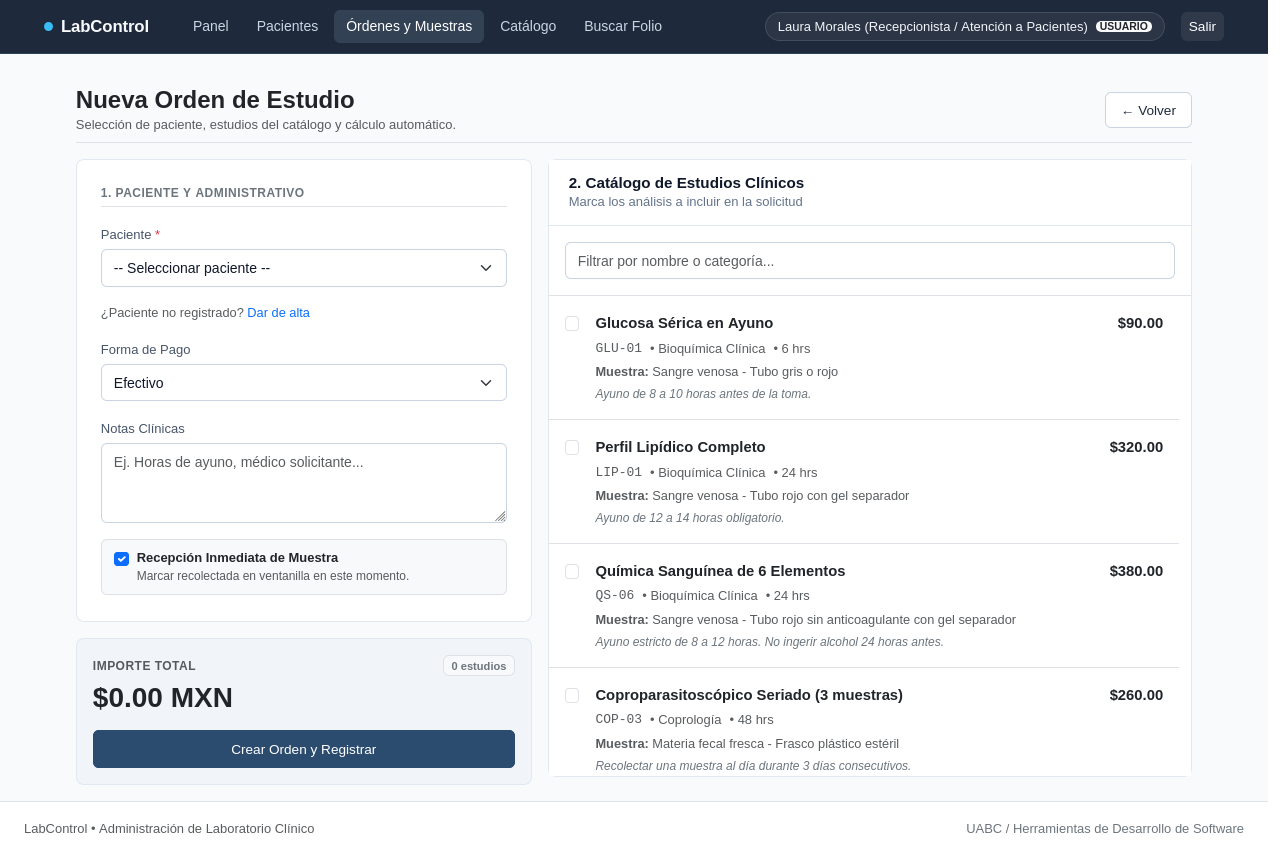 LabControl
Panel
Pacientes
Órdenes y Muestras
Catálogo
Buscar Folio
Laura Morales (Recepcionista / Atención a Pacientes) USUARIO
Salir
Nueva Orden de Estudio
Selección de paciente, estudios del catálogo y cálculo automático.
← Volver
1. PACIENTE Y ADMINISTRATIVO
Paciente *
-- Seleccionar paciente --
¿Paciente no registrado? Dar de alta
Forma de Pago
Efectivo
Notas Clínicas
Ej. Horas de ayuno, médico solicitante...
Recepción Inmediata de Muestra
Marcar recolectada en ventanilla en este momento.
IMPORTE TOTAL
0 estudios
$0.00 MXN
Crear Orden y Registrar
2. Catálogo de Estudios Clínicos
Marca los análisis a incluir en la solicitud
Filtrar por nombre o categoría...
Glucosa Sérica en Ayuno $90.00
GLU-01 • Bioquímica Clínica • 6 hrs
Muestra: Sangre venosa - Tubo gris o rojo
Ayuno de 8 a 10 horas antes de la toma.
Perfil Lipídico Completo $320.00
LIP-01 • Bioquímica Clínica • 24 hrs
Muestra: Sangre venosa - Tubo rojo con gel separador
Ayuno de 12 a 14 horas obligatorio.
Química Sanguínea de 6 Elementos $380.00
QS-06 • Bioquímica Clínica • 24 hrs
Muestra: Sangre venosa - Tubo rojo sin anticoagulante con gel separador
Ayuno estricto de 8 a 12 horas. No ingerir alcohol 24 horas antes.
Coproparasitoscópico Seriado (3 muestras) $260.00
COP-03 • Coprología • 48 hrs
Muestra: Materia fecal fresca - Frasco plástico estéril
Recolectar una muestra al día durante 3 días consecutivos.
LabControl • Administración de Laboratorio Clínico
UABC / Herramientas de Desarrollo de Software